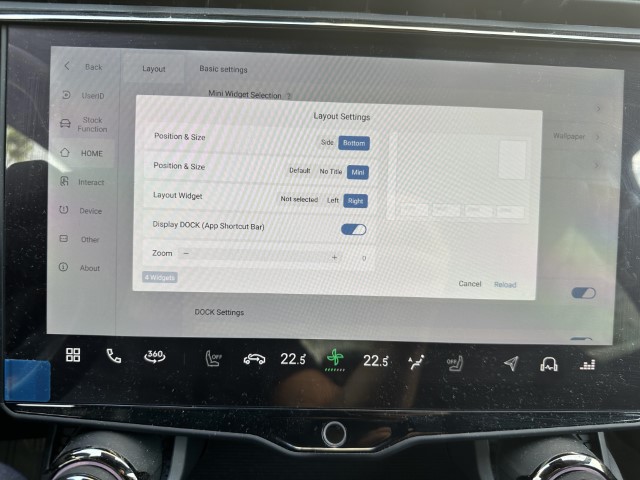 Back
Layout
Basic settings
UserID
Mini Widget Selection
Stock
Function
Layout Settings
Wallpaper
HOME
Position & Size
Side
Bottom
Position & Size
Default
No Title
Mini
Interact
Layout Widget
Not selected
Left
Right
Device
Display DOCK (App Shortcut Bar)
Other
Zoom
−
+
0
About
4 Widgets
Cancel
Reload
DOCK Settings
360
OFF
22.5
22.5
OFF